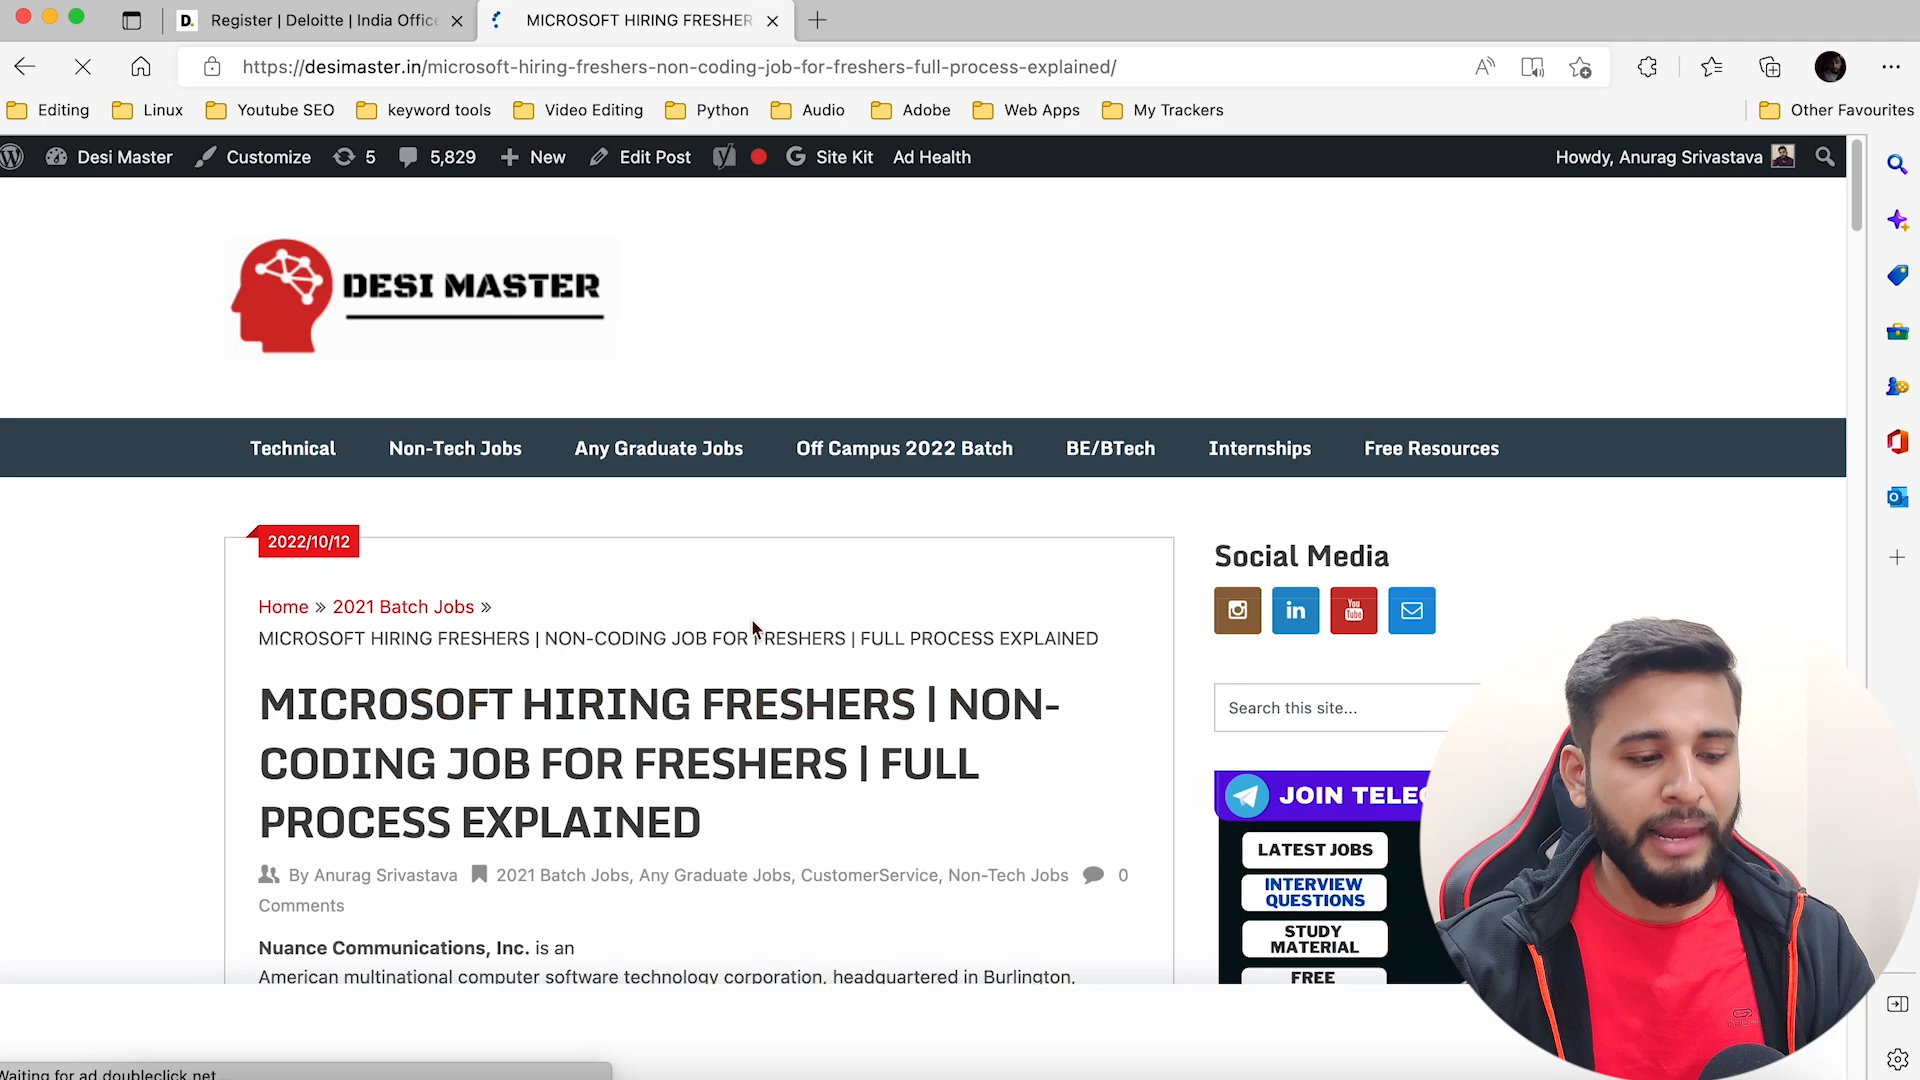 D. Register | Deloitte | India Office
MICROSOFT HIRING FRESHER
https://desimaster.in/microsoft-hiring-freshers-non-coding-job-for-freshers-full-process-explained/
Editing Linux Youtube SEO keyword tools Video Editing Python Audio Adobe Web Apps My Trackers Other Favourites
Desi Master Customize 5 5,829 New Edit Post Site Kit Ad Health Howdy, Anurag Srivastava
DESI MASTER
Technical Non-Tech Jobs Any Graduate Jobs Off Campus 2022 Batch BE/BTech Internships Free Resources
2022/10/12
Home » 2021 Batch Jobs »
MICROSOFT HIRING FRESHERS | NON-CODING JOB FOR FRESHERS | FULL PROCESS EXPLAINED
MICROSOFT HIRING FRESHERS | NON-
CODING JOB FOR FRESHERS | FULL
PROCESS EXPLAINED
By Anurag Srivastava 2021 Batch Jobs, Any Graduate Jobs, CustomerService, Non-Tech Jobs 0
Comments
Nuance Communications, Inc. is an
American multinational computer software technology corporation, headquartered in Burlington,
Social Media
in
You
Tube
Search this site...
JOIN TELEG
LATEST JOBS
INTERVIEW
QUESTIONS
STUDY
MATERIAL
FREE
Waiting for ad.doubleclick.net...